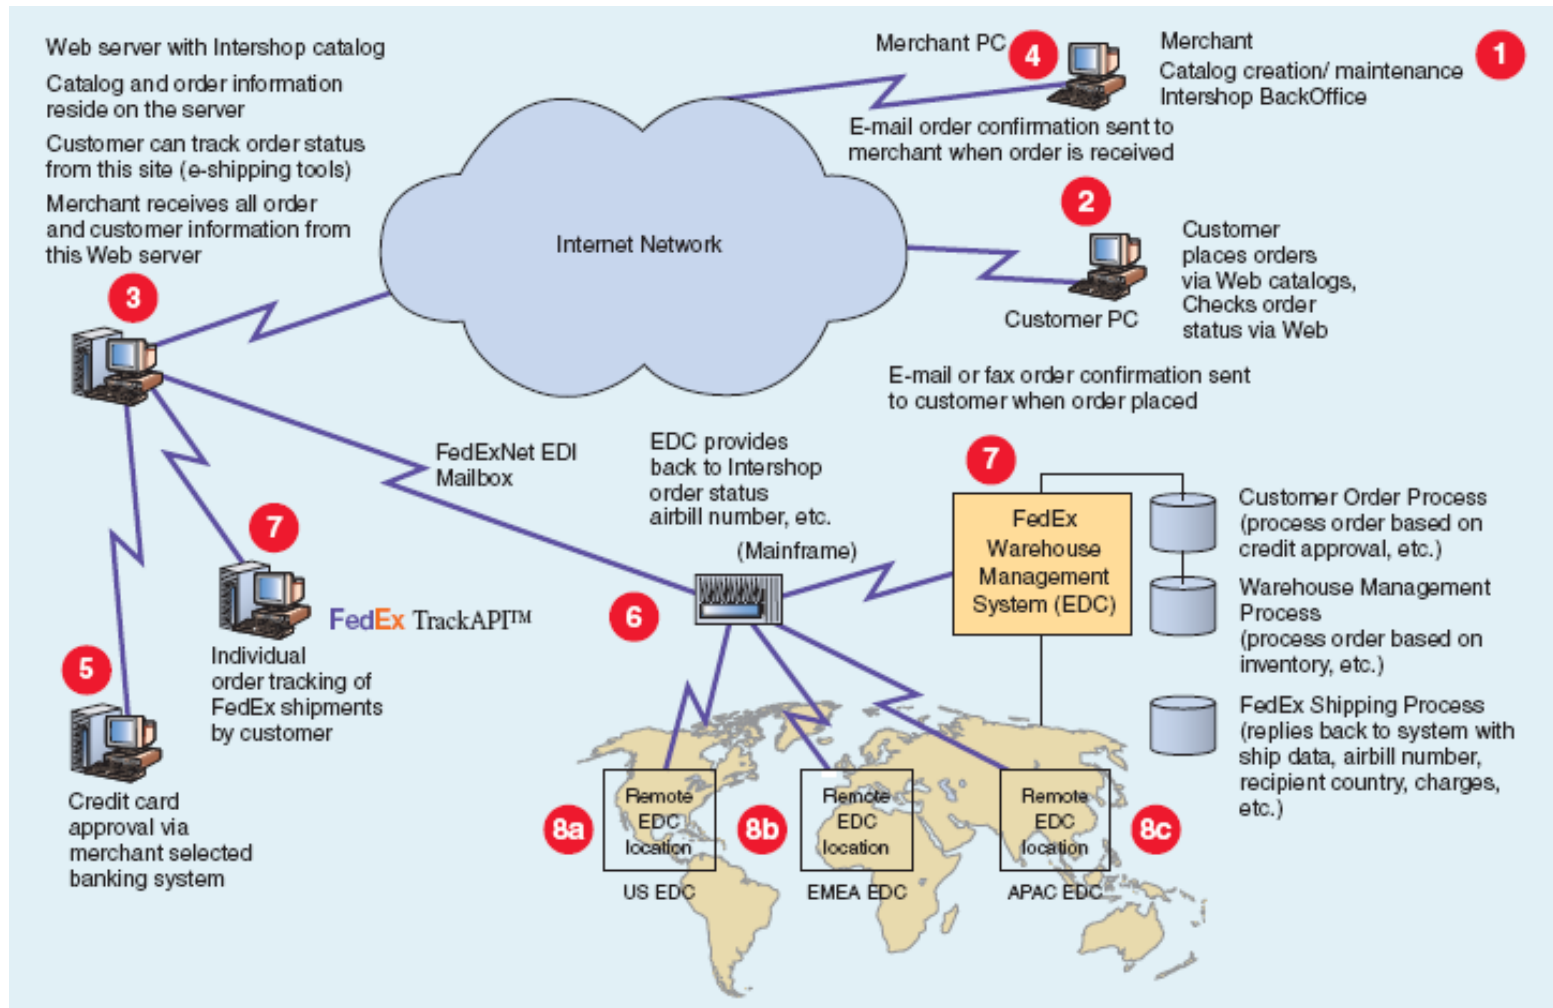 Web server with Intershop catalog
Catalog and order information
reside on the server
Customer can track order status
from this site (e-shipping tools)
Merchant receives all order
and customer information from
this Web server
3
Internet Network
Merchant PC
4
Merchant
Catalog creation/ maintenance
Intershop BackOffice
1
E-mail order confirmation sent to
merchant when order is received
2
Customer
places orders
via Web catalogs,
Checks order
status via Web
Customer PC
E-mail or fax order confirmation sent
to customer when order placed
FedExNet EDI
Mailbox
EDC provides
back to Intershop
order status
airbill number, etc.
(Mainframe)
6
7
FedEx
Warehouse
Management
System (EDC)
Customer Order Process
(process order based on
credit approval, etc.)
Warehouse Management
Process
(process order based on
inventory, etc.)
FedEx Shipping Process
(replies back to system with
ship data, airbill number,
recipient country, charges,
etc.)
7
FedEx TrackAPI™
Individual
order tracking of
FedEx shipments
by customer
5
Credit card
approval via
merchant selected
banking system
8a
Remote
EDC
location
US EDC
8b
Remote
EDC
location
EMEA EDC
8c
Remote
EDC
location
APAC EDC